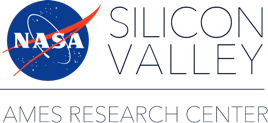 NASA
SILICON
VALLEY
AMES RESEARCH CENTER